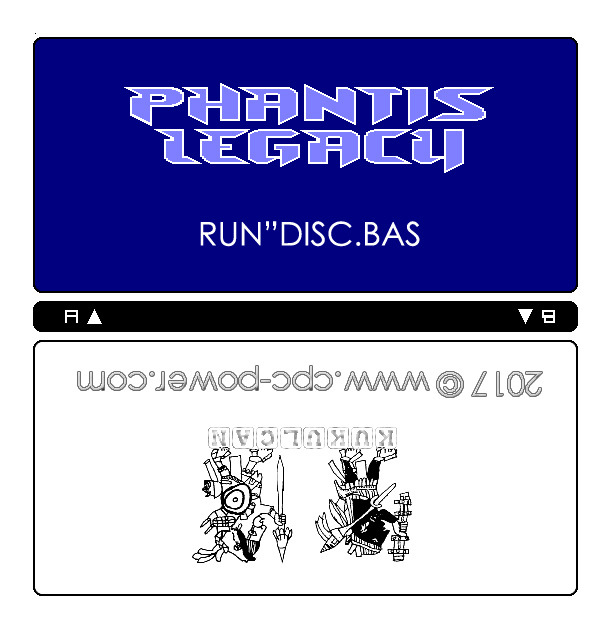 PHANTIS
LEGACY
RUN”DISC.BAS
A ▲ ▼ B
2017 © www.cpc-power.com
KUKULCAN